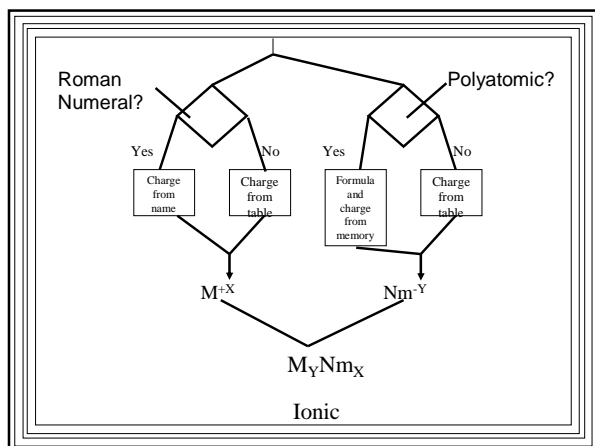 Roman
Numeral?
Polyatomic?
Yes
No
Yes
No
Charge
from
name
Charge
from
table
Formula
and
charge
from
memory
Charge
from
table
M+X
Nm-Y
MYNmX
Ionic